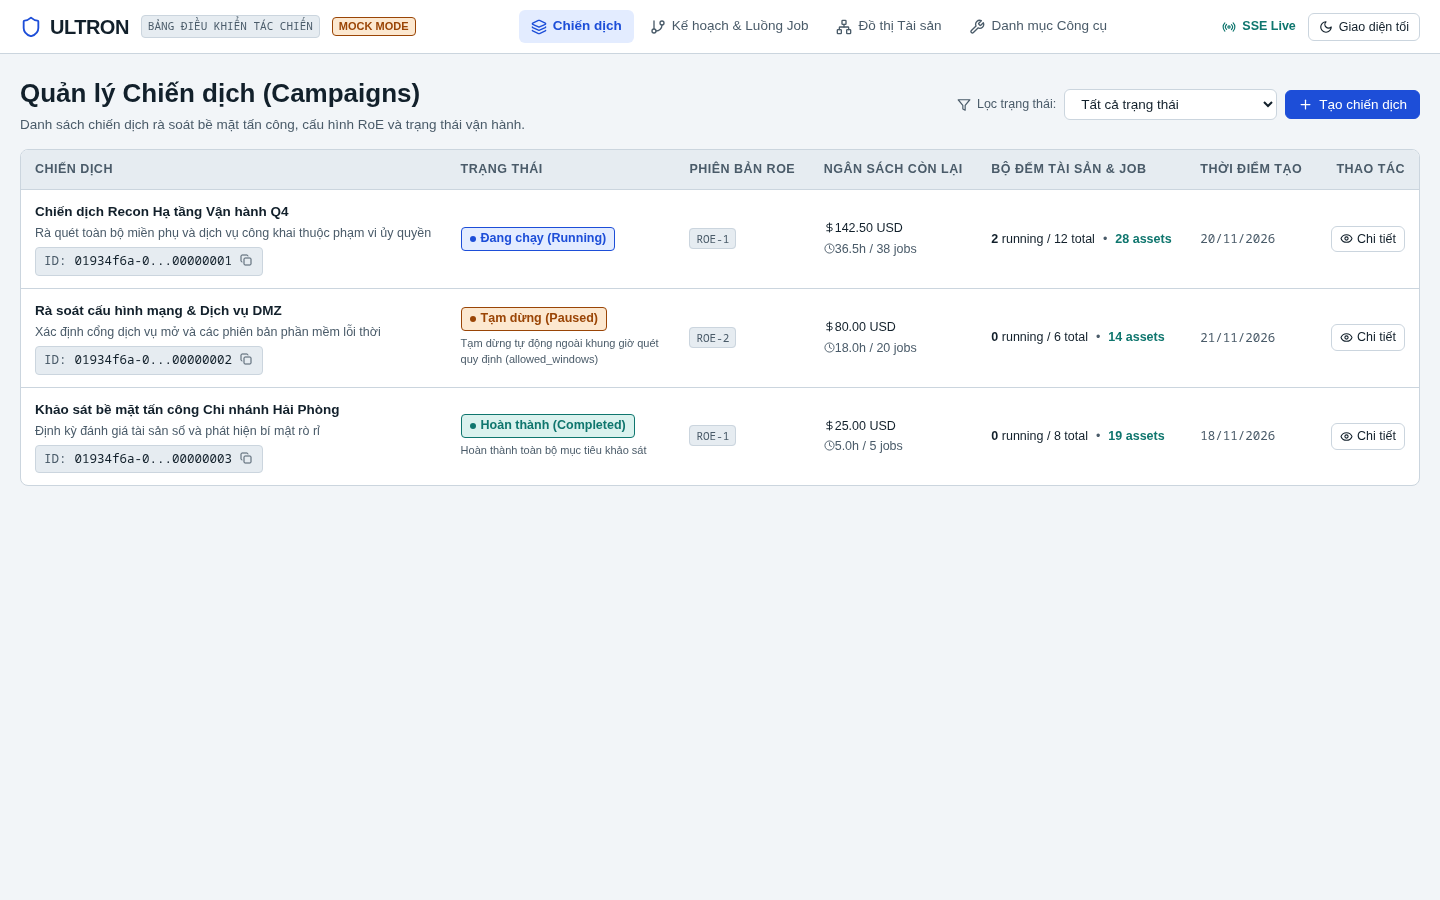 ULTRON BẢNG ĐIỀU KHIỂN TÁC CHIẾN MOCK MODE Chiến dịch Kế hoạch & Luồng Job Đồ thị Tài sản Danh mục Công cụ SSE Live Giao diện tối
Quản lý Chiến dịch (Campaigns)
Danh sách chiến dịch rà soát bề mặt tấn công, cấu hình RoE và trạng thái vận hành.
Lọc trạng thái: Tất cả trạng thái Tạo chiến dịch
CHIẾN DỊCH TRẠNG THÁI PHIÊN BẢN ROE NGÂN SÁCH CÒN LẠI BỘ ĐẾM TÀI SẢN & JOB THỜI ĐIỂM TẠO THAO TÁC
Chiến dịch Recon Hạ tầng Vận hành Q4
Rà quét toàn bộ miền phụ và dịch vụ công khai thuộc phạm vi ủy quyền
ID: 01934f6a-0...00000001
Đang chạy (Running)
ROE-1
$142.50 USD
36.5h / 38 jobs
2 running / 12 total • 28 assets
20/11/2026
Chi tiết
Rà soát cấu hình mạng & Dịch vụ DMZ
Xác định cổng dịch vụ mở và các phiên bản phần mềm lỗi thời
ID: 01934f6a-0...00000002
Tạm dừng (Paused)
Tạm dừng tự động ngoài khung giờ quét
quy định (allowed_windows)
ROE-2
$80.00 USD
18.0h / 20 jobs
0 running / 6 total • 14 assets
21/11/2026
Chi tiết
Khảo sát bề mặt tấn công Chi nhánh Hải Phòng
Định kỳ đánh giá tài sản số và phát hiện bí mật rò rỉ
ID: 01934f6a-0...00000003
Hoàn thành (Completed)
Hoàn thành toàn bộ mục tiêu khảo sát
ROE-1
$25.00 USD
5.0h / 5 jobs
0 running / 8 total • 19 assets
18/11/2026
Chi tiết